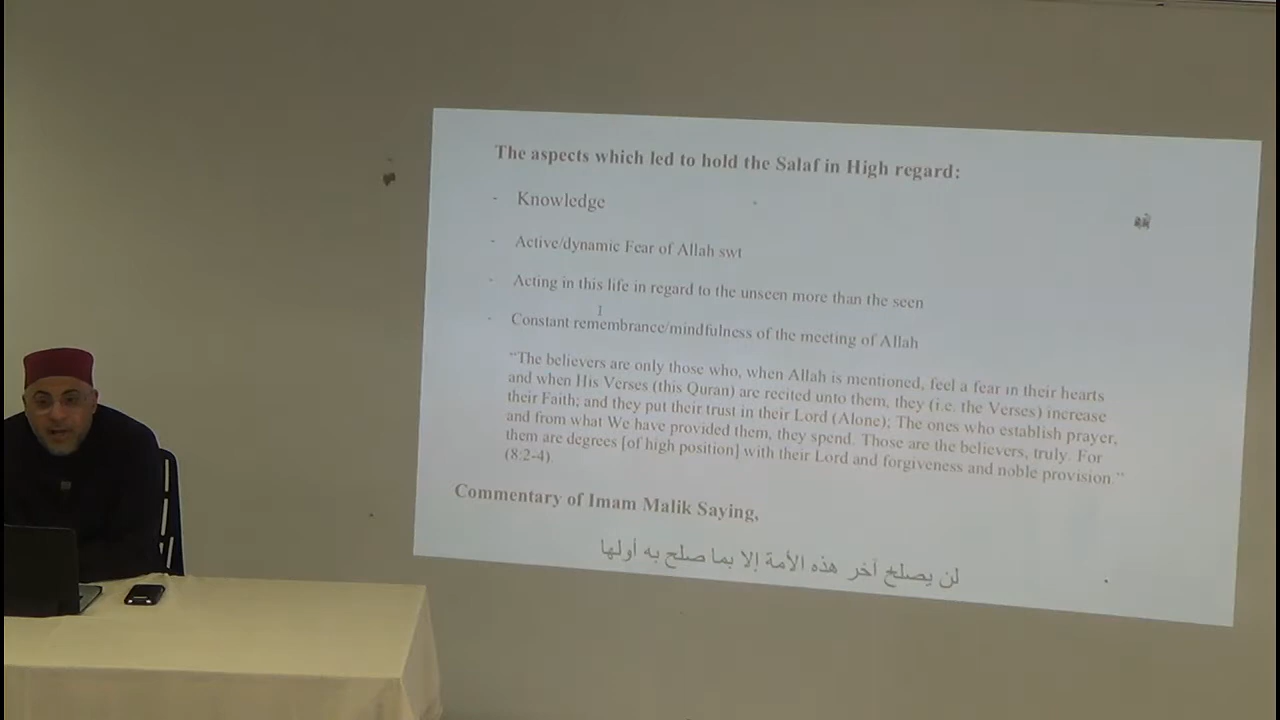 The aspects which led to hold the Salaf in High regard:
- Knowledge
- Active/dynamic Fear of Allah swt
- Acting in this life in regard to the unseen more than the seen
- Constant remembrance/mindfulness of the meeting of Allah
"The believers are only those who, when Allah is mentioned, feel a fear in their hearts
and when His Verses (this Quran) are recited unto them, they (i.e. the Verses) increase
their Faith; and they put their trust in their Lord (Alone); The ones who establish prayer,
and from what We have provided them, they spend. Those are the believers, truly. For
them are degrees [of high position] with their Lord and forgiveness and noble provision."
(8:2-4).
Commentary of Imam Malik Saying,
لن يصلح آخر هذه الأمة إلا بما صلح به أولها